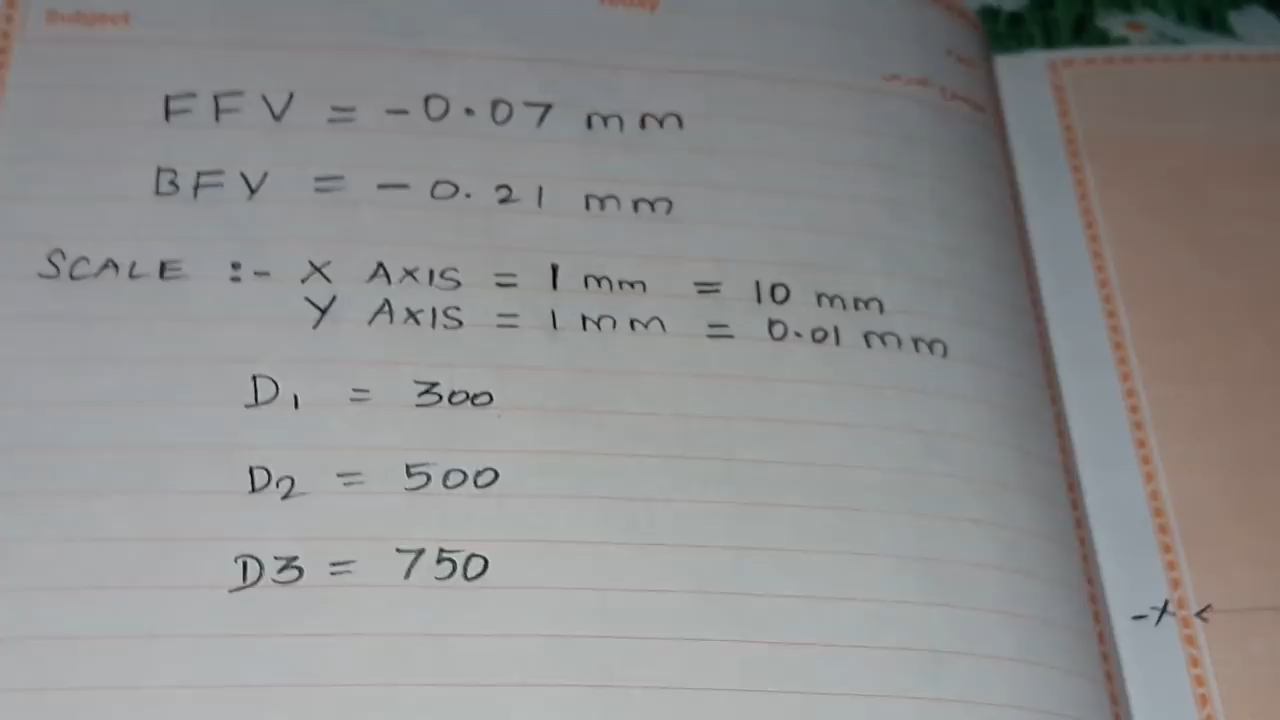 Subject
FFV = -0.07 mm
BFV = - 0.21 mm
SCALE :- X AXIS = 1 mm = 10 mm
Y AXIS = 1 mm = 0.01 mm
D1 = 300
D2 = 500
D3 = 750
-X